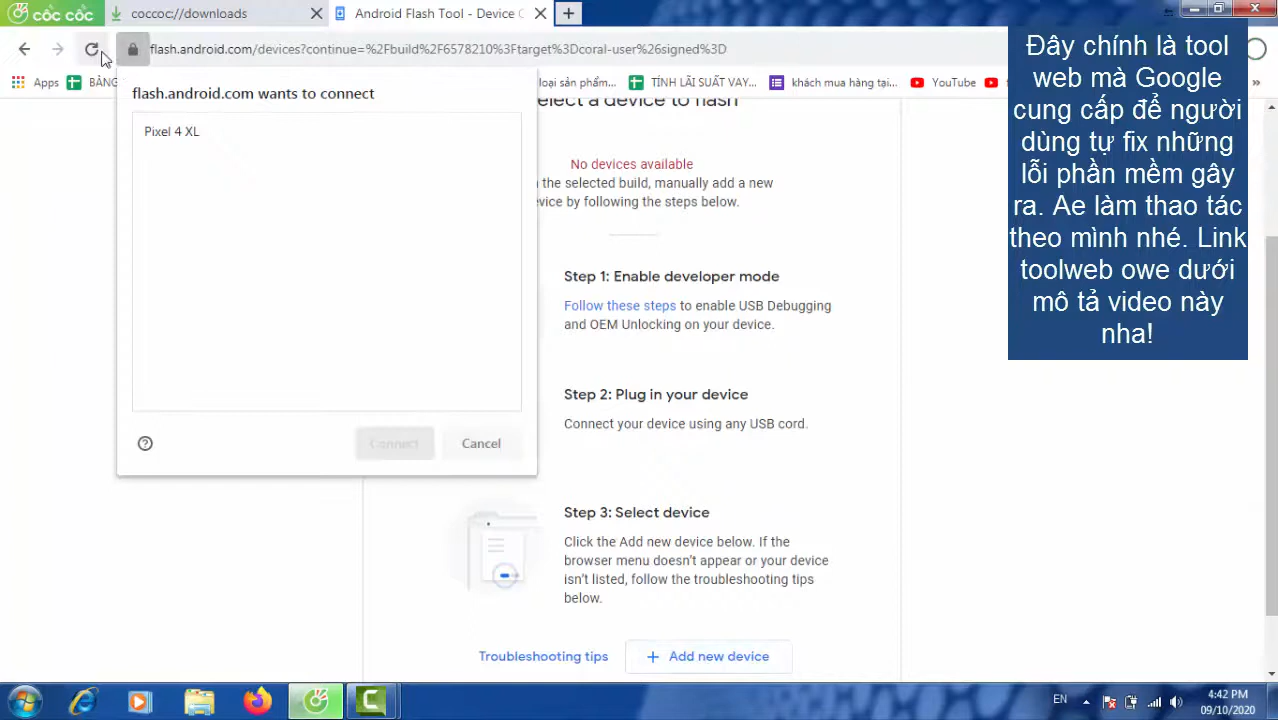 cốc cốc
coccoc://downloads
Android Flash Tool - Device C
flash.android.com/devices?continue=%2Fbuild%2F6578210%3Ftarget%3Dcoral-user%26signed%3D
Apps
BẢNG
loại sản phẩm...
TÍNH LÃI SUẤT VAY...
khách mua hàng tại...
YouTube
»
flash.android.com wants to connect
Pixel 4 XL
Connect
Cancel
elect a device to flash
No devices available
the selected build, manually add a new
vice by following the steps below.
Step 1: Enable developer mode
Follow these steps to enable USB Debugging
and OEM Unlocking on your device.
Step 2: Plug in your device
Connect your device using any USB cord.
Step 3: Select device
Click the Add new device below. If the
browser menu doesn't appear or your device
isn't listed, follow the troubleshooting tips
below.
Troubleshooting tips
+ Add new device
Đây chính là tool
web mà Google
cung cấp để người
dùng tự fix những
lỗi phần mềm gây
ra. Ae làm thao tác
theo mình nhé. Link
toolweb owe dưới
mô tả video này
nha!
EN
4:42 PM
09/10/2020